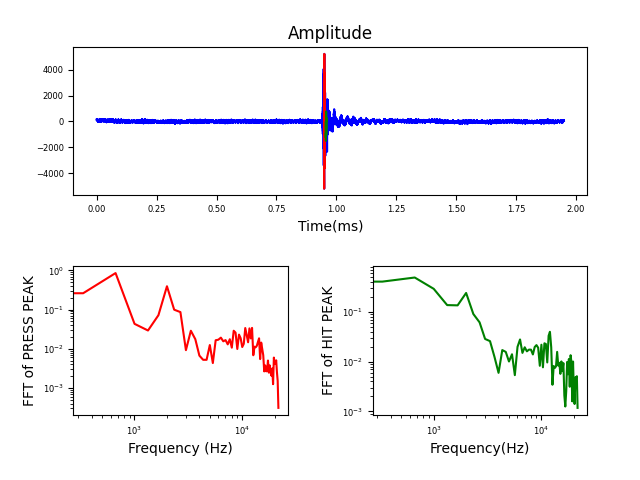 Amplitude
4000
2000
0
−2000
−4000
0.00 0.25 0.50 0.75 1.00 1.25 1.50 1.75 2.00
Time(ms)
FFT of PRESS PEAK
10⁰
10⁻¹
10⁻²
10⁻³
10³ 10⁴
Frequency (Hz)
FFT of HIT PEAK
10⁻¹
10⁻²
10⁻³
10³ 10⁴
Frequency(Hz)